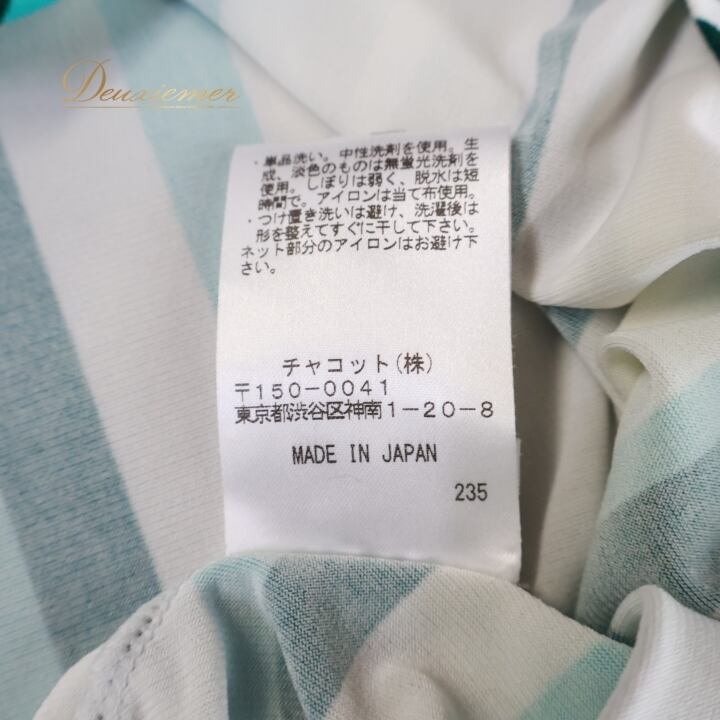 Deuxiemer
・単品洗い。中性洗剤を使用。生
成、淡色のものは無蛍光洗剤を
使用。しぼりは弱く、脱水は短
時間で。アイロンは当て布使用。
・つけ置き洗いは避け、洗濯後は
形を整えてすぐに干して下さい。
ネット部分のアイロンはお避け下
さい。
チャコット(株)
〒150-0041
東京都渋谷区神南1-20-8
MADE IN JAPAN
235